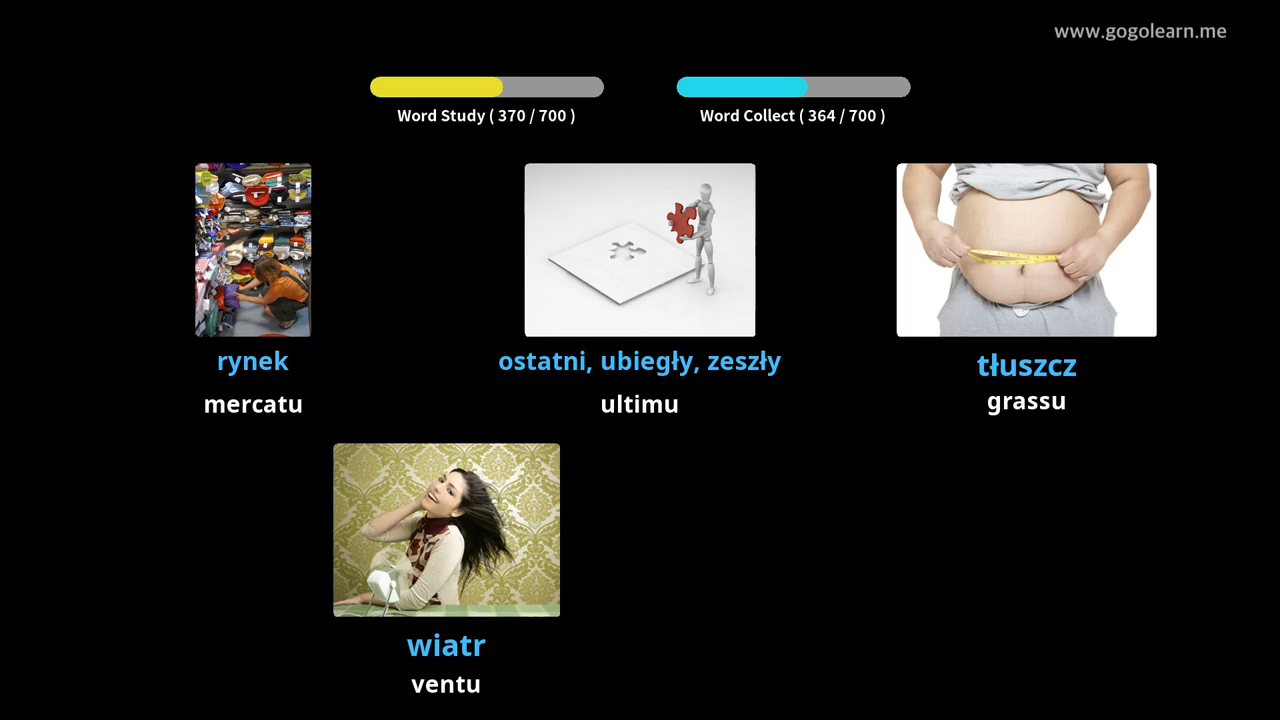 www.gogolearn.me
Word Study ( 370 / 700 )
Word Collect ( 364 / 700 )
rynek
mercatu
ostatni, ubiegły, zeszły
ultimu
tłuszcz
grassu
wiatr
ventu